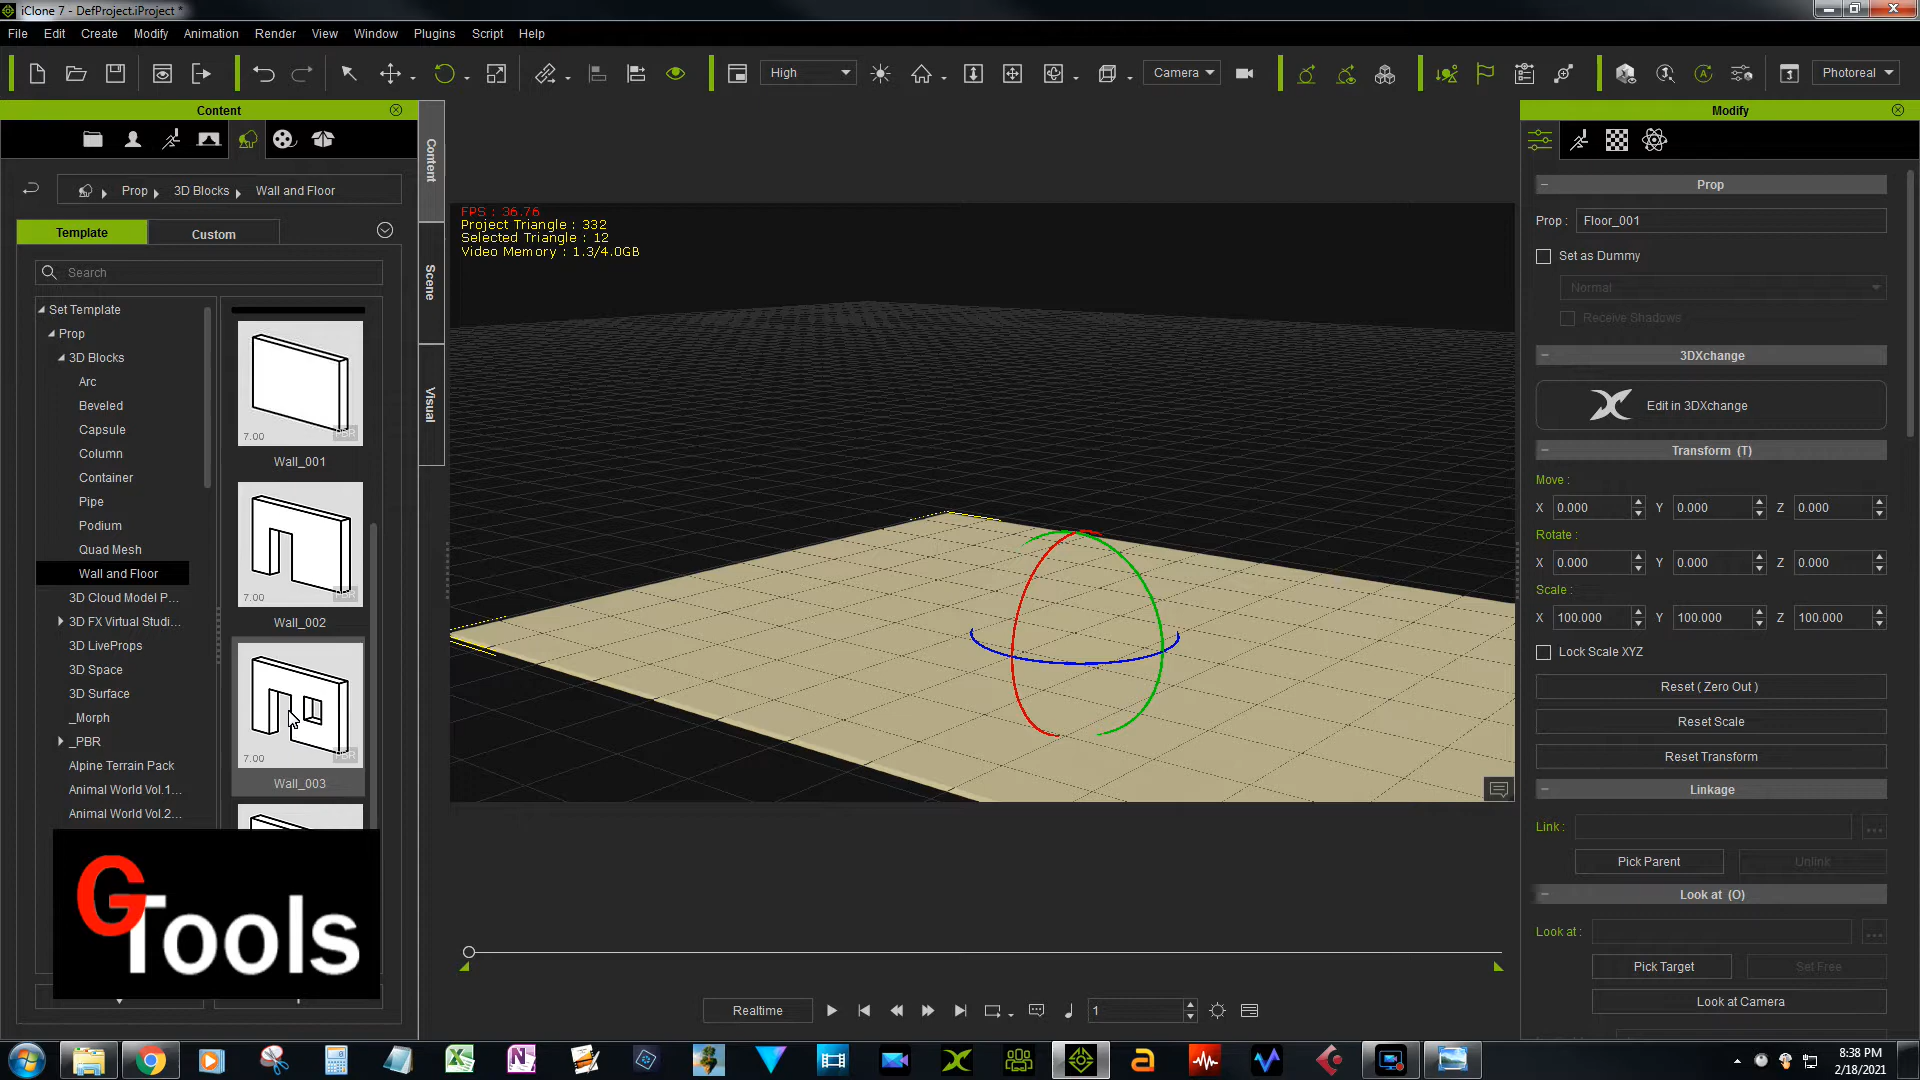 iClone 7 - DefProject.iProject *
File Edit Create Modify Animation Render View Window Plugins Script Help
High Camera Photoreal
Content
Prop 3D Blocks Wall and Floor
Template Custom
Search
Set Template
Prop
3D Blocks
Arc
Beveled
Capsule
Column
Container
Pipe
Podium
Quad Mesh
Wall and Floor
3D Cloud Model P...
3D FX Virtual Studi...
3D LiveProps
3D Space
3D Surface
_Morph
_PBR
Alpine Terrain Pack
Animal World Vol.1...
Animal World Vol.2...
7.00 PBR
Wall_001
7.00 PBR
Wall_002
7.00 PBR
Wall_003
GTools
Content
Scene
Visual
FPS : 36.76
Project Triangle : 332
Selected Triangle : 12
Video Memory : 1.3/4.0GB
Realtime 1
Modify
Prop
Prop : Floor_001
Set as Dummy
Normal
Receive Shadows
3DXchange
Edit in 3DXchange
Transform (T)
Move :
X 0.000 Y 0.000 Z 0.000
Rotate :
X 0.000 Y 0.000 Z 0.000
Scale :
X 100.000 Y 100.000 Z 100.000
Lock Scale XYZ
Reset ( Zero Out )
Reset Scale
Reset Transform
Linkage
Link : ...
Pick Parent Unlink
Look at (O)
Look at : ...
Pick Target Set Free
Look at Camera
8:38 PM
2/18/2021